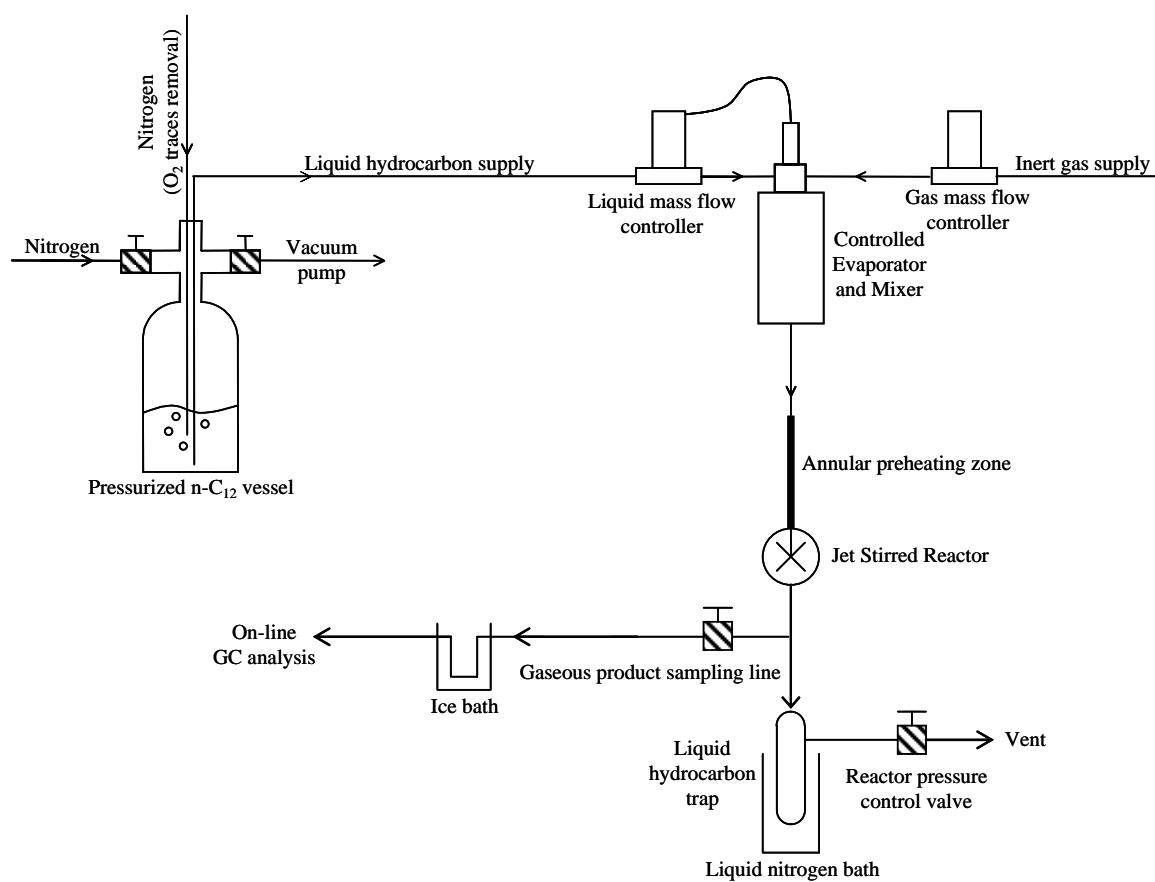 Nitrogen
(O2 traces removal)
Liquid hydrocarbon supply
Inert gas supply
Liquid mass flow
controller
Gas mass flow
controller
Nitrogen
Vacuum
pump
Controlled
Evaporator
and Mixer
Pressurized n-C12 vessel
Annular preheating zone
Jet Stirred Reactor
On-line
GC analysis
Gaseous product sampling line
Ice bath
Liquid
hydrocarbon
trap
Vent
Reactor pressure
control valve
Liquid nitrogen bath